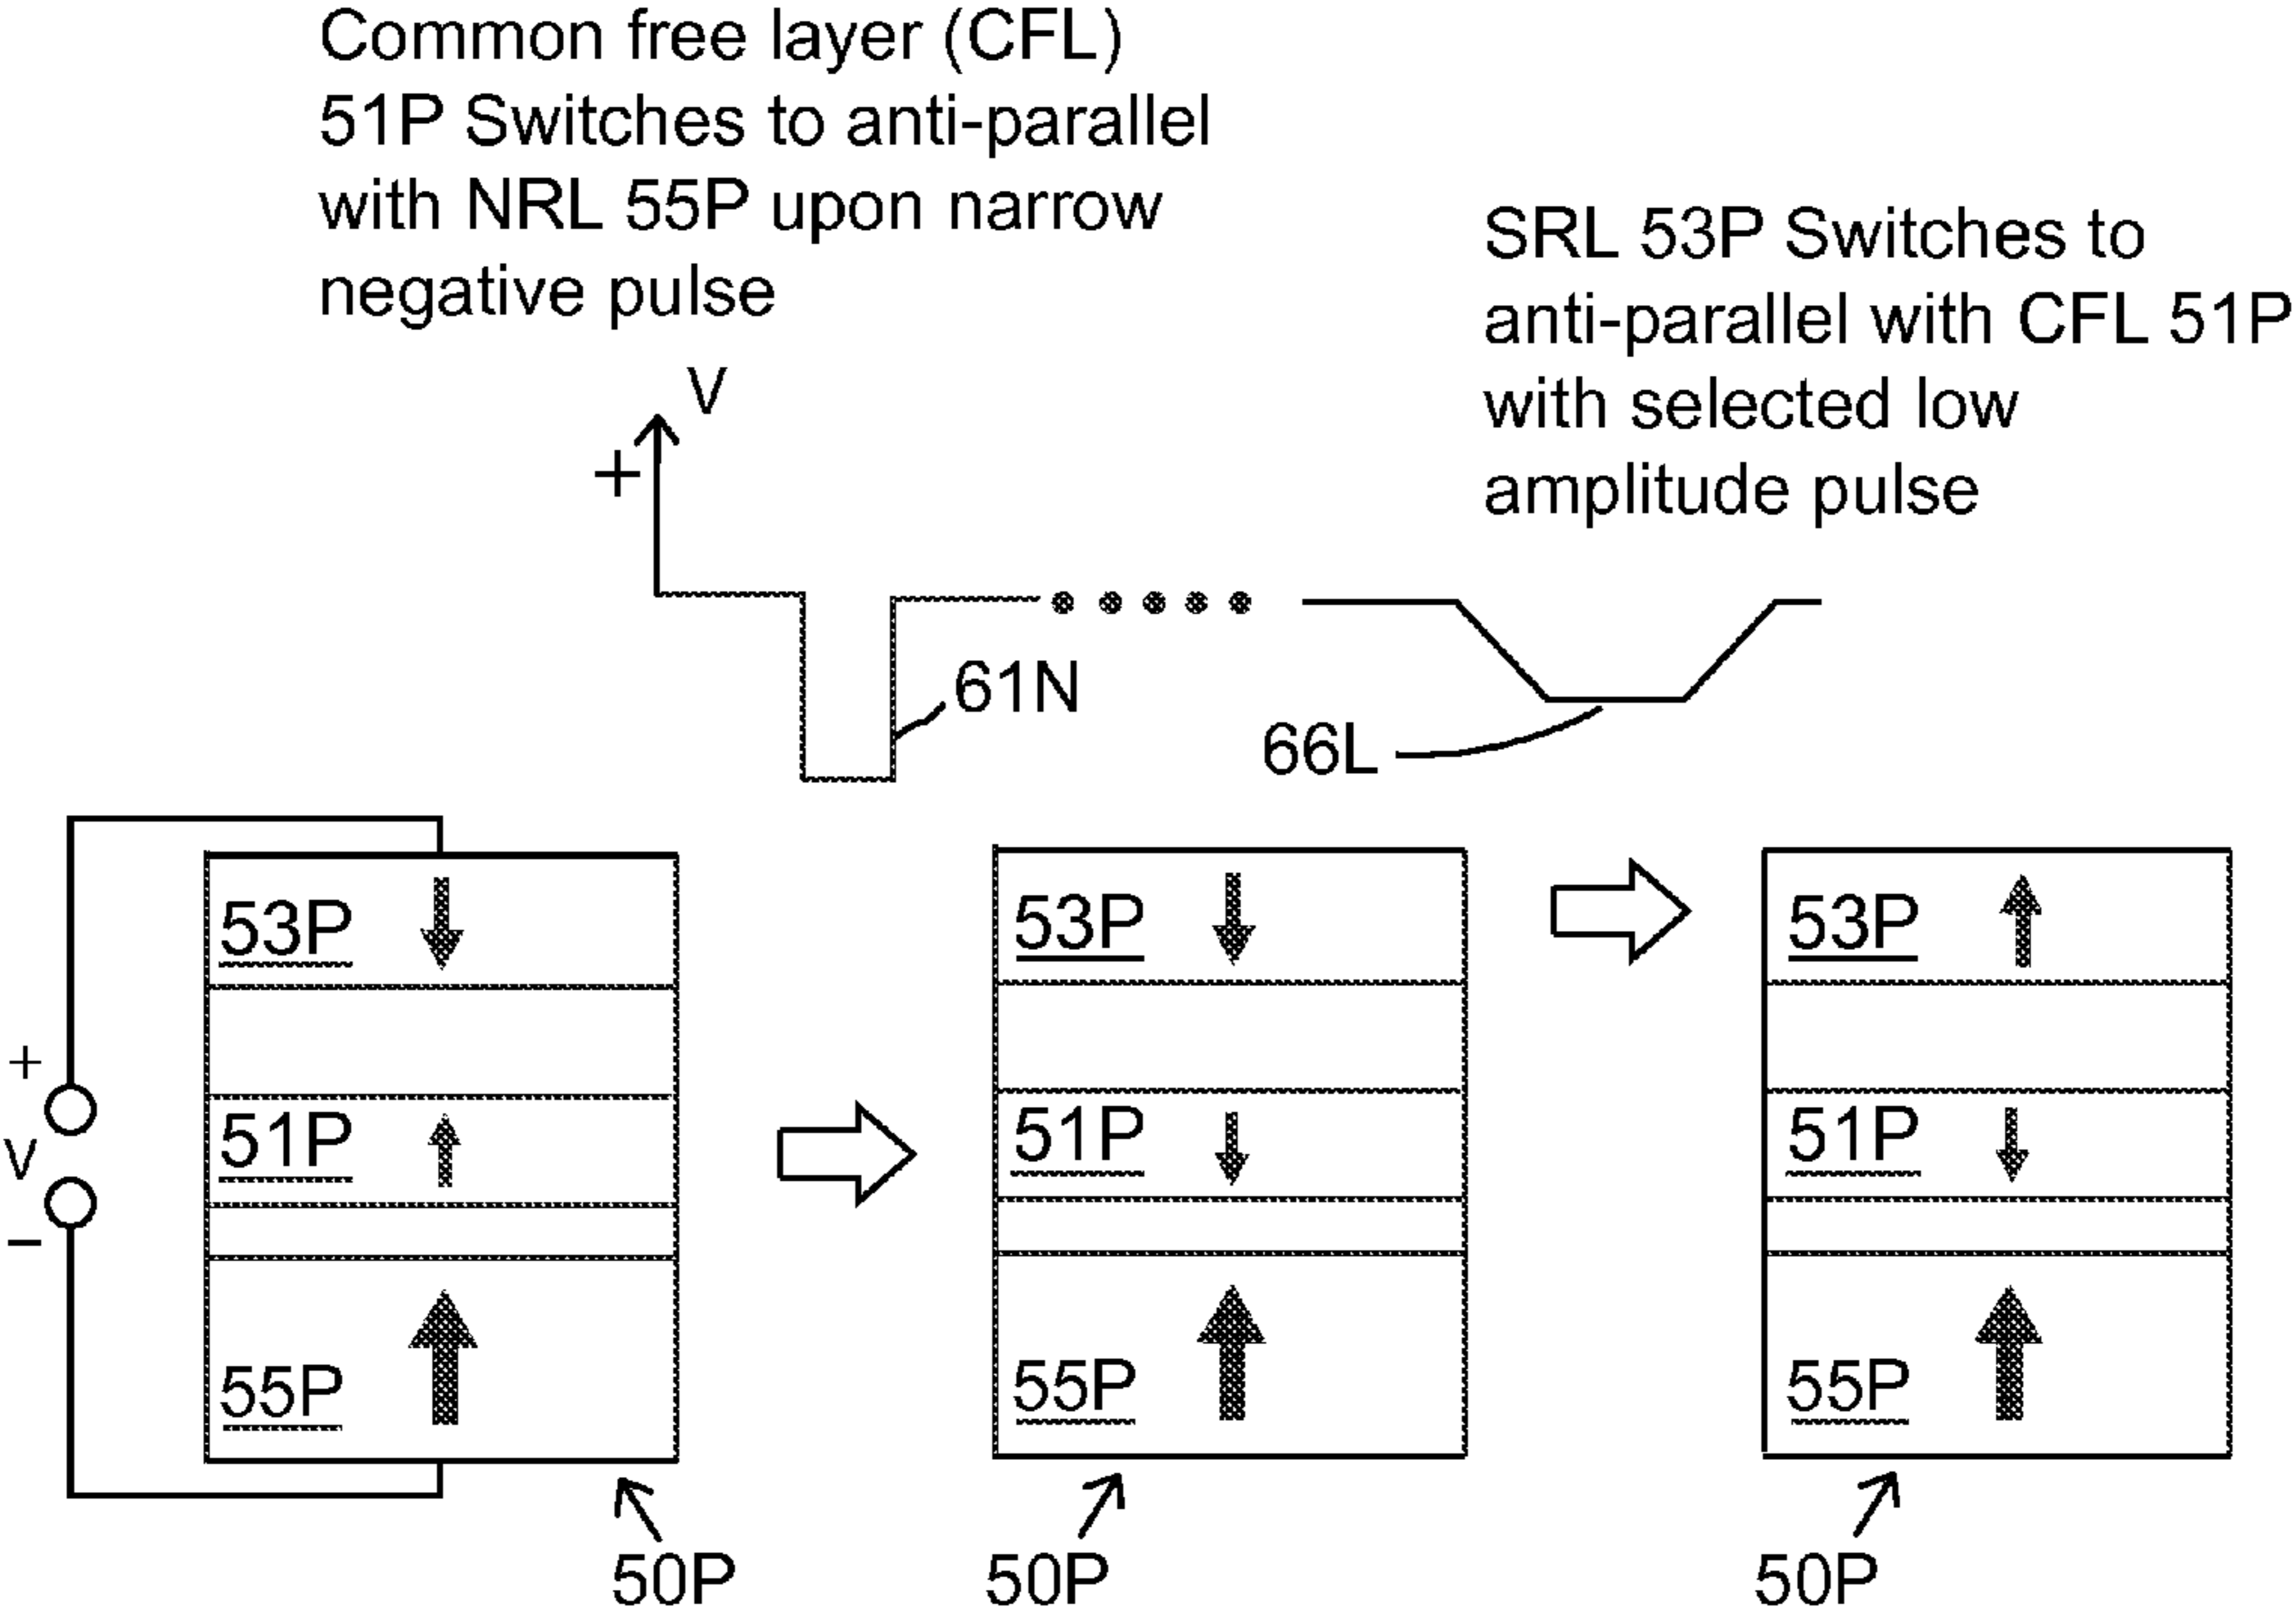 Common free layer (CFL)
51P Switches to anti-parallel
with NRL 55P upon narrow
negative pulse
SRL 53P Switches to
anti-parallel with CFL 51P
with selected low
amplitude pulse
V
+
61N
66L
+
V
−
53P
51P
55P
50P
53P
51P
55P
50P
53P
51P
55P
50P